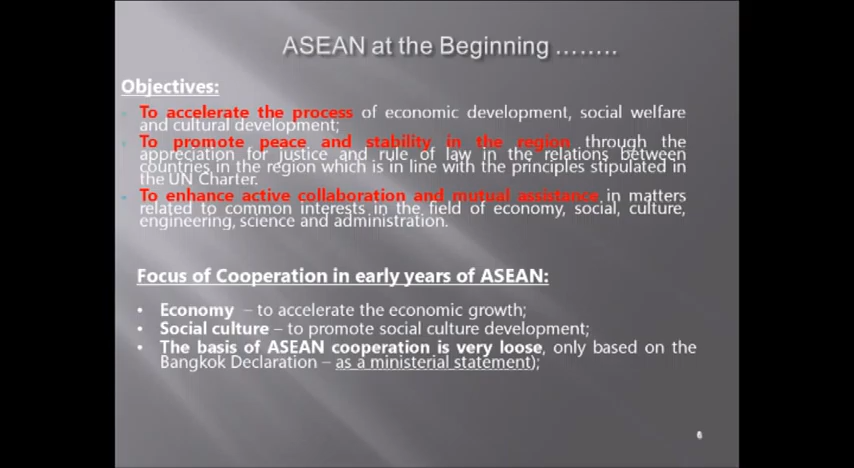 ASEAN at the Beginning ........
Objectives:
To accelerate the process of economic development, social welfare
and cultural development;
To promote peace and stability in the region through the
appreciation for justice and rule of law in the relations between
countries in the region which is in line with the principles stipulated in
the UN Charter.
To enhance active collaboration and mutual assistance in matters
related to common interests in the field of economy, social, culture,
engineering, science and administration.
Focus of Cooperation in early years of ASEAN:
• Economy – to accelerate the economic growth;
• Social culture – to promote social culture development;
• The basis of ASEAN cooperation is very loose, only based on the
Bangkok Declaration – as a ministerial statement);
6